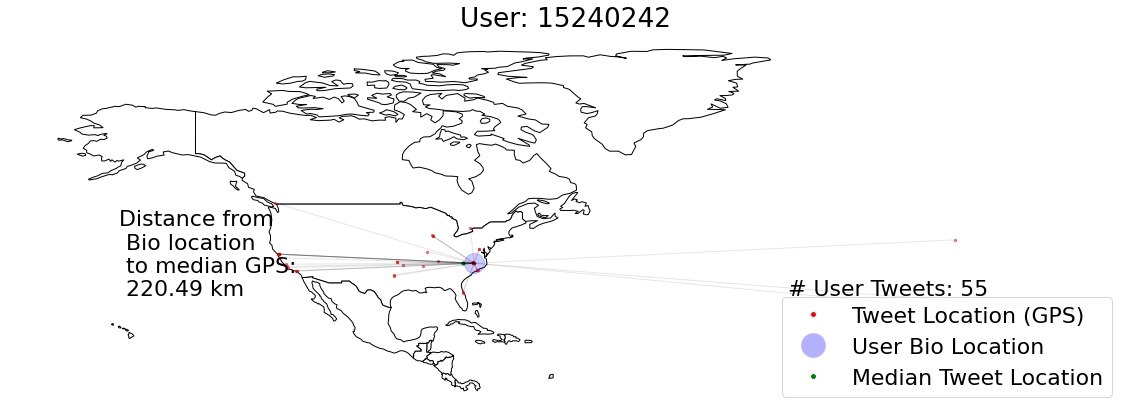 User: 15240242
Distance from
Bio location
to median GPS:
220.49 km
# User Tweets: 55
Tweet Location (GPS)
User Bio Location
Median Tweet Location